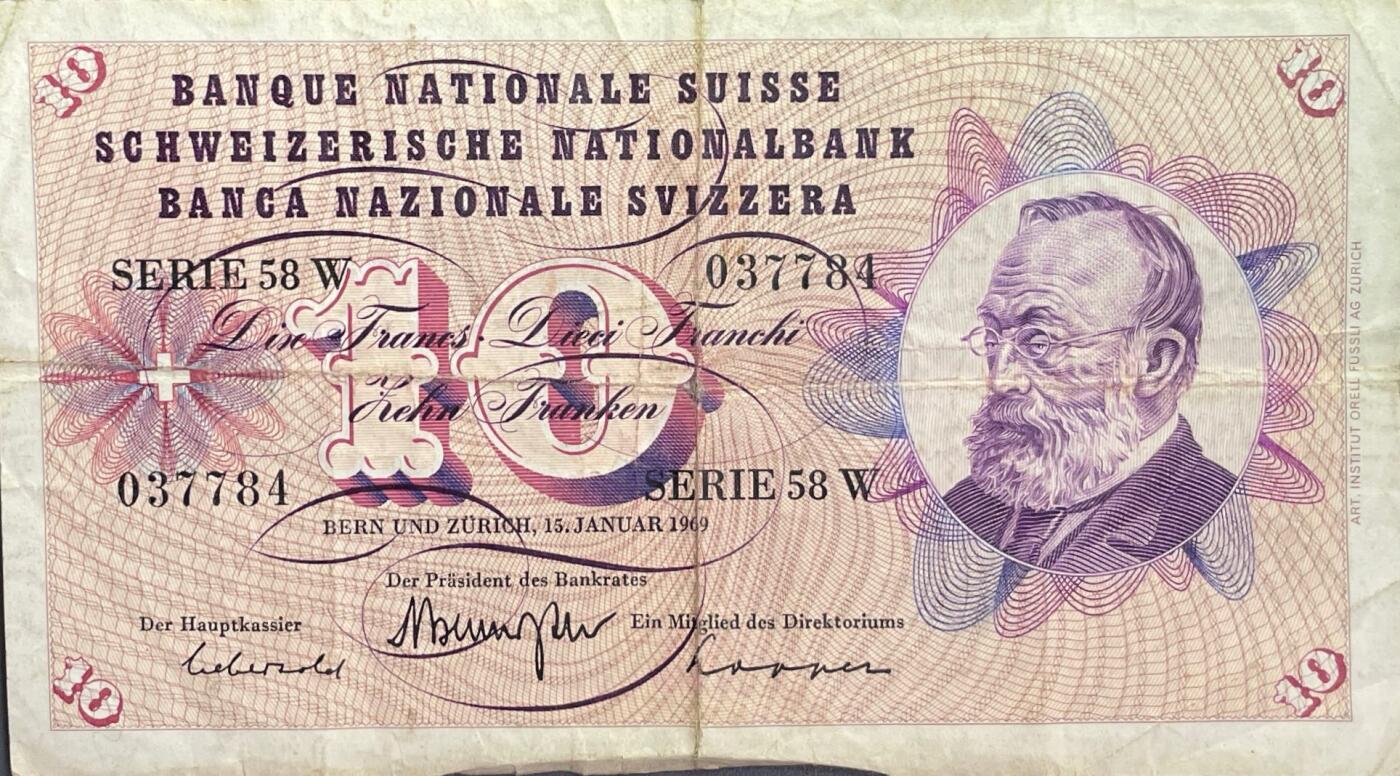 10 10
BANQUE NATIONALE SUISSE
SCHWEIZERISCHE NATIONALBANK
BANCA NAZIONALE SVIZZERA
SERIE 58 W 037784
10
Dix Francs · Dieci Franchi
Zehn Franken
037784 SERIE 58 W
BERN UND ZÜRICH, 15. JANUAR 1969
Der Präsident des Bankrates
Der Hauptkassier Ein Mitglied des Direktoriums
10 10
ART. INSTITUT ORELL FÜSSLI AG ZÜRICH